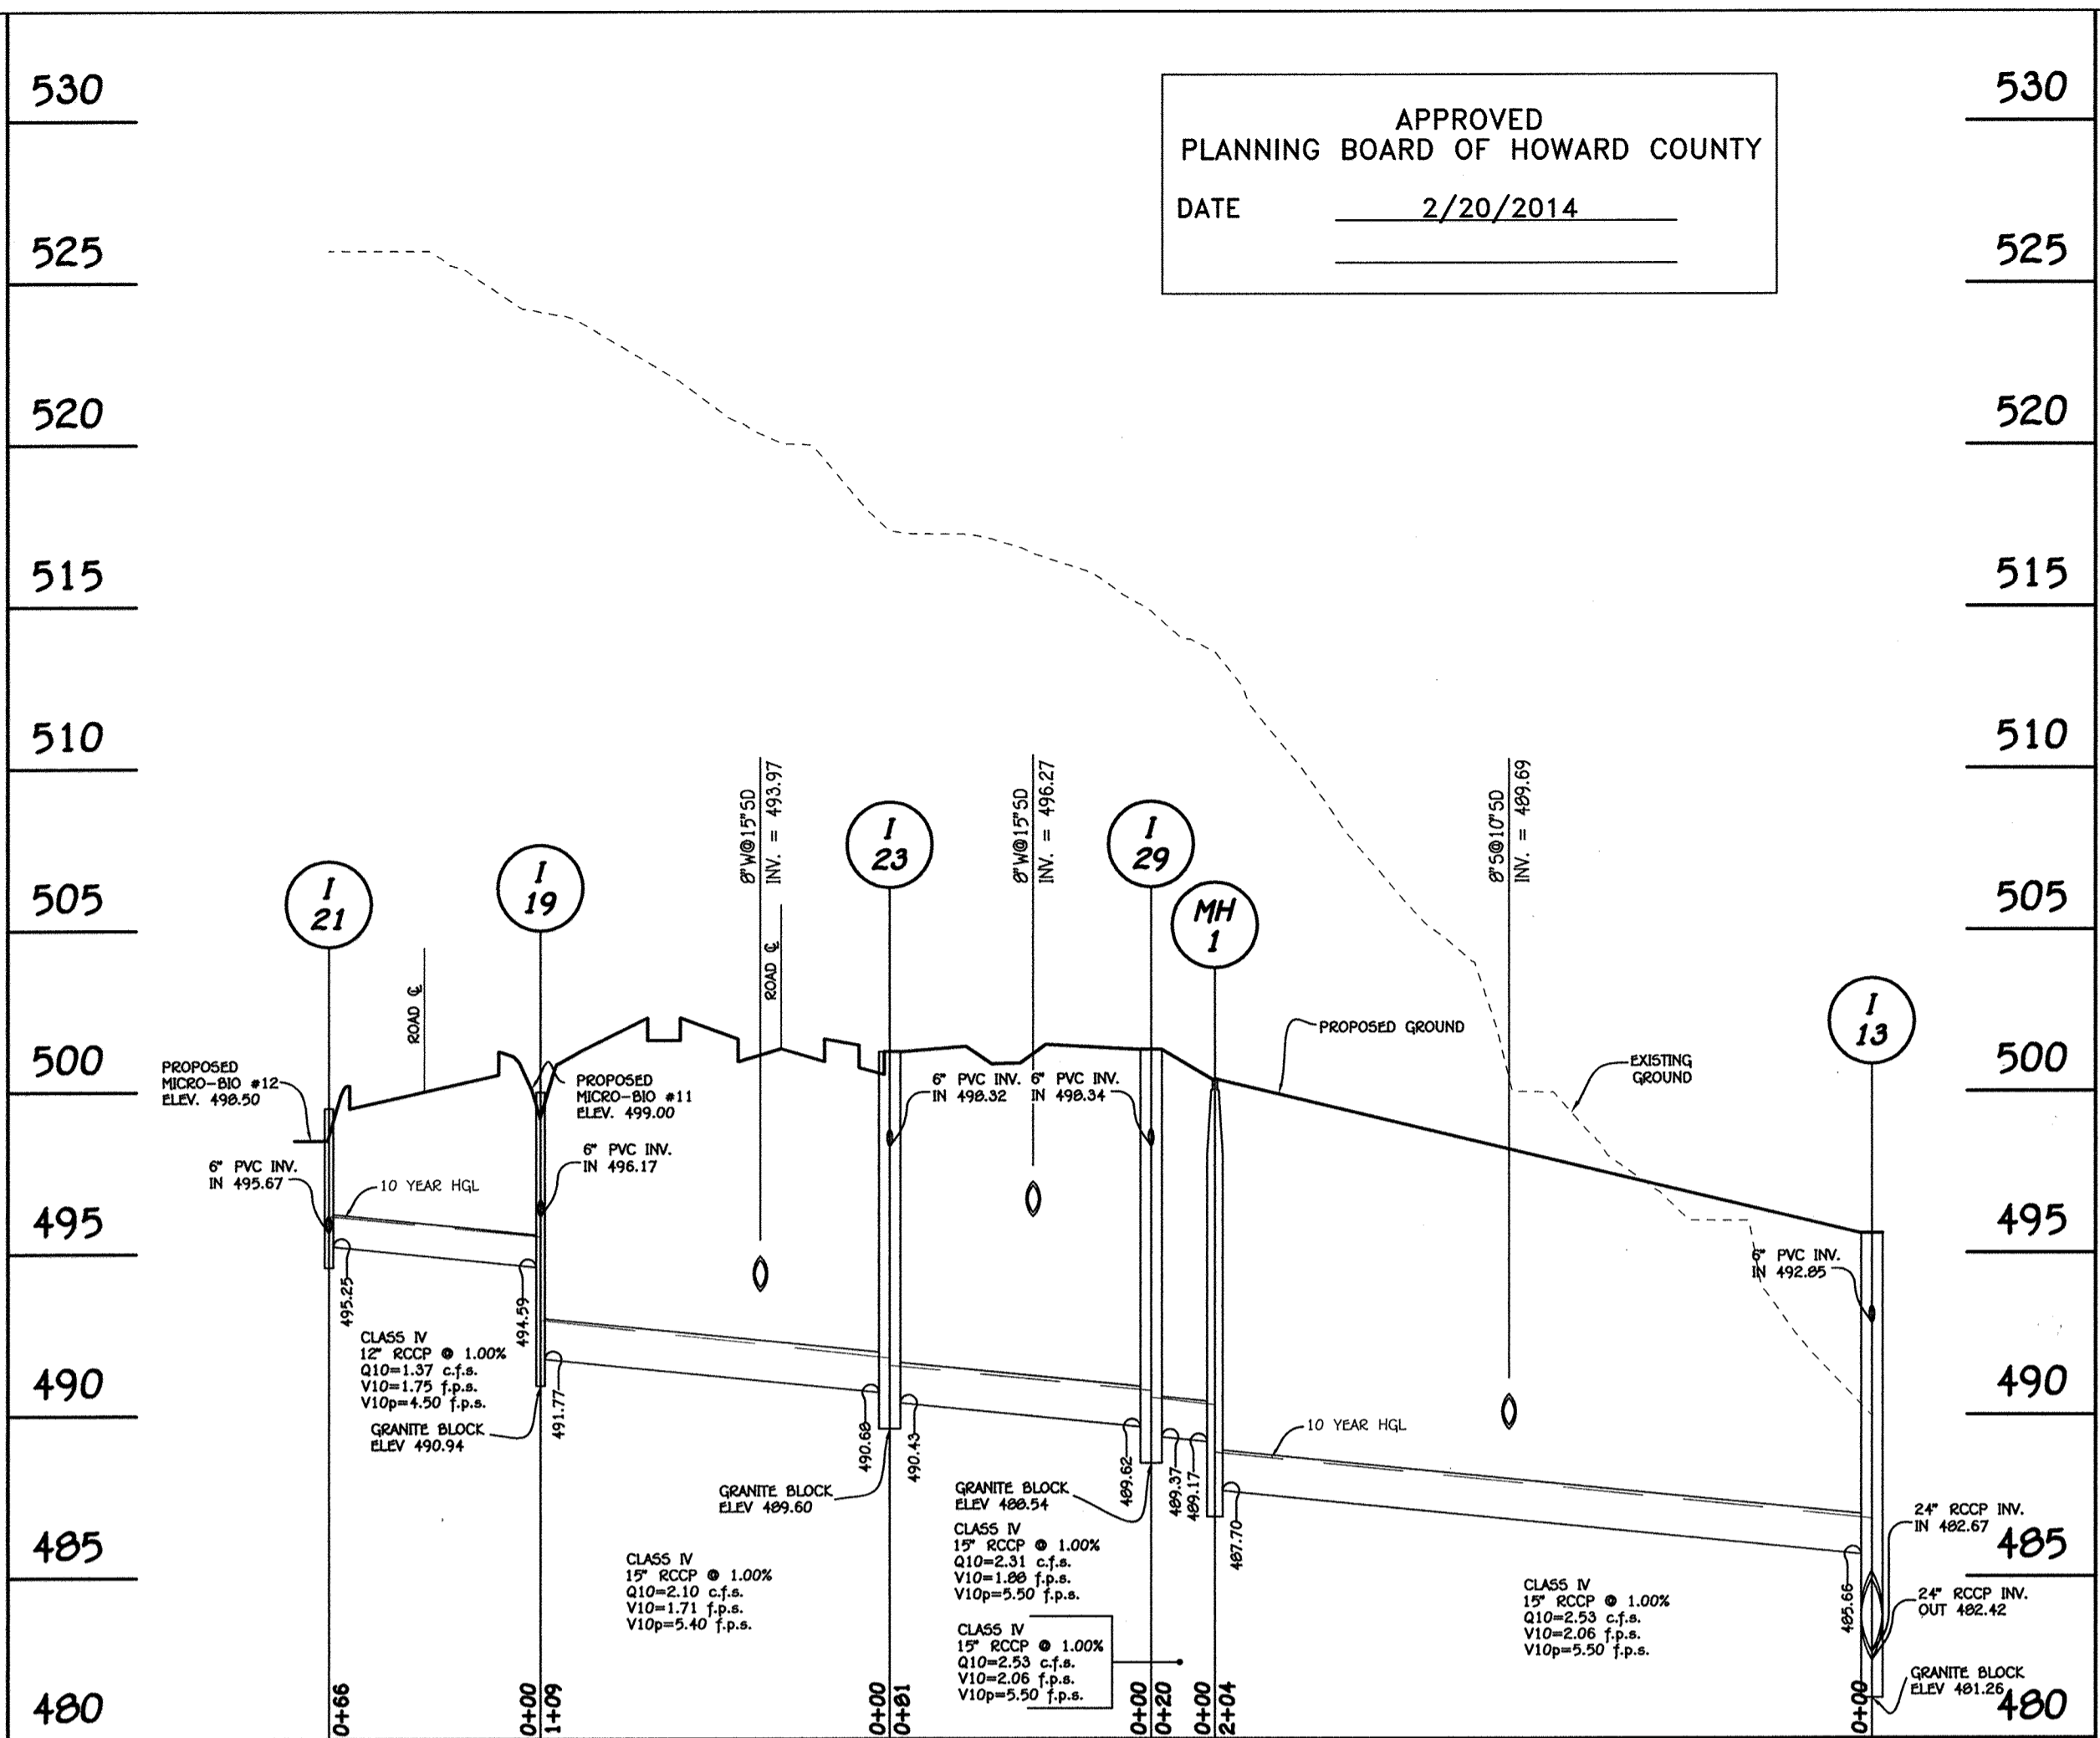 530
525
520
515
510
505
500
495
490
485
480
APPROVED
PLANNING BOARD OF HOWARD COUNTY
DATE 2/20/2014
530
525
520
515
510
505
500
495
490
485
480
I
21
ROAD ℄
I
19
8"W@15"SD
INV. = 493.97
ROAD ℄
I
23
8"W@15"SD
INV. = 496.27
I
29
MH
1
8"S@10"SD
INV. = 489.69
I
13
PROPOSED
MICRO-BIO #12
ELEV. 498.50
6" PVC INV.
IN 495.67
10 YEAR HGL
PROPOSED
MICRO-BIO #11
ELEV. 499.00
6" PVC INV.
IN 496.17
6" PVC INV.
IN 498.32
6" PVC INV.
IN 498.34
PROPOSED GROUND
EXISTING
GROUND
6" PVC INV.
IN 492.85
495.25
494.59
CLASS IV
12" RCCP @ 1.00%
Q10=1.37 c.f.s.
V10=1.75 f.p.s.
V10p=4.50 f.p.s.
GRANITE BLOCK
ELEV 490.94
491.77
490.68
490.43
GRANITE BLOCK
ELEV 489.60
CLASS IV
15" RCCP @ 1.00%
Q10=2.10 c.f.s.
V10=1.71 f.p.s.
V10p=5.40 f.p.s.
489.62
489.37
489.17
487.70
GRANITE BLOCK
ELEV 488.54
CLASS IV
15" RCCP @ 1.00%
Q10=2.31 c.f.s.
V10=1.88 f.p.s.
V10p=5.50 f.p.s.
CLASS IV
15" RCCP @ 1.00%
Q10=2.53 c.f.s.
V10=2.06 f.p.s.
V10p=5.50 f.p.s.
10 YEAR HGL
CLASS IV
15" RCCP @ 1.00%
Q10=2.53 c.f.s.
V10=2.06 f.p.s.
V10p=5.50 f.p.s.
485.66
24" RCCP INV.
IN 482.67
24" RCCP INV.
OUT 482.42
GRANITE BLOCK
ELEV 481.26
0+66
0+00
1+09
0+00
0+81
0+00
0+20
0+00
2+04
0+00